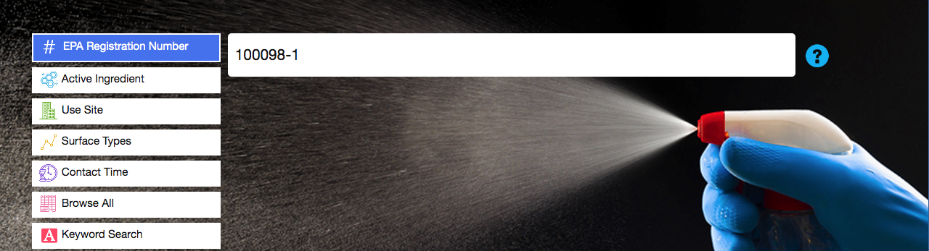 # EPA Registration Number
100098-1
?
Active Ingredient
Use Site
Surface Types
Contact Time
Browse All
A Keyword Search